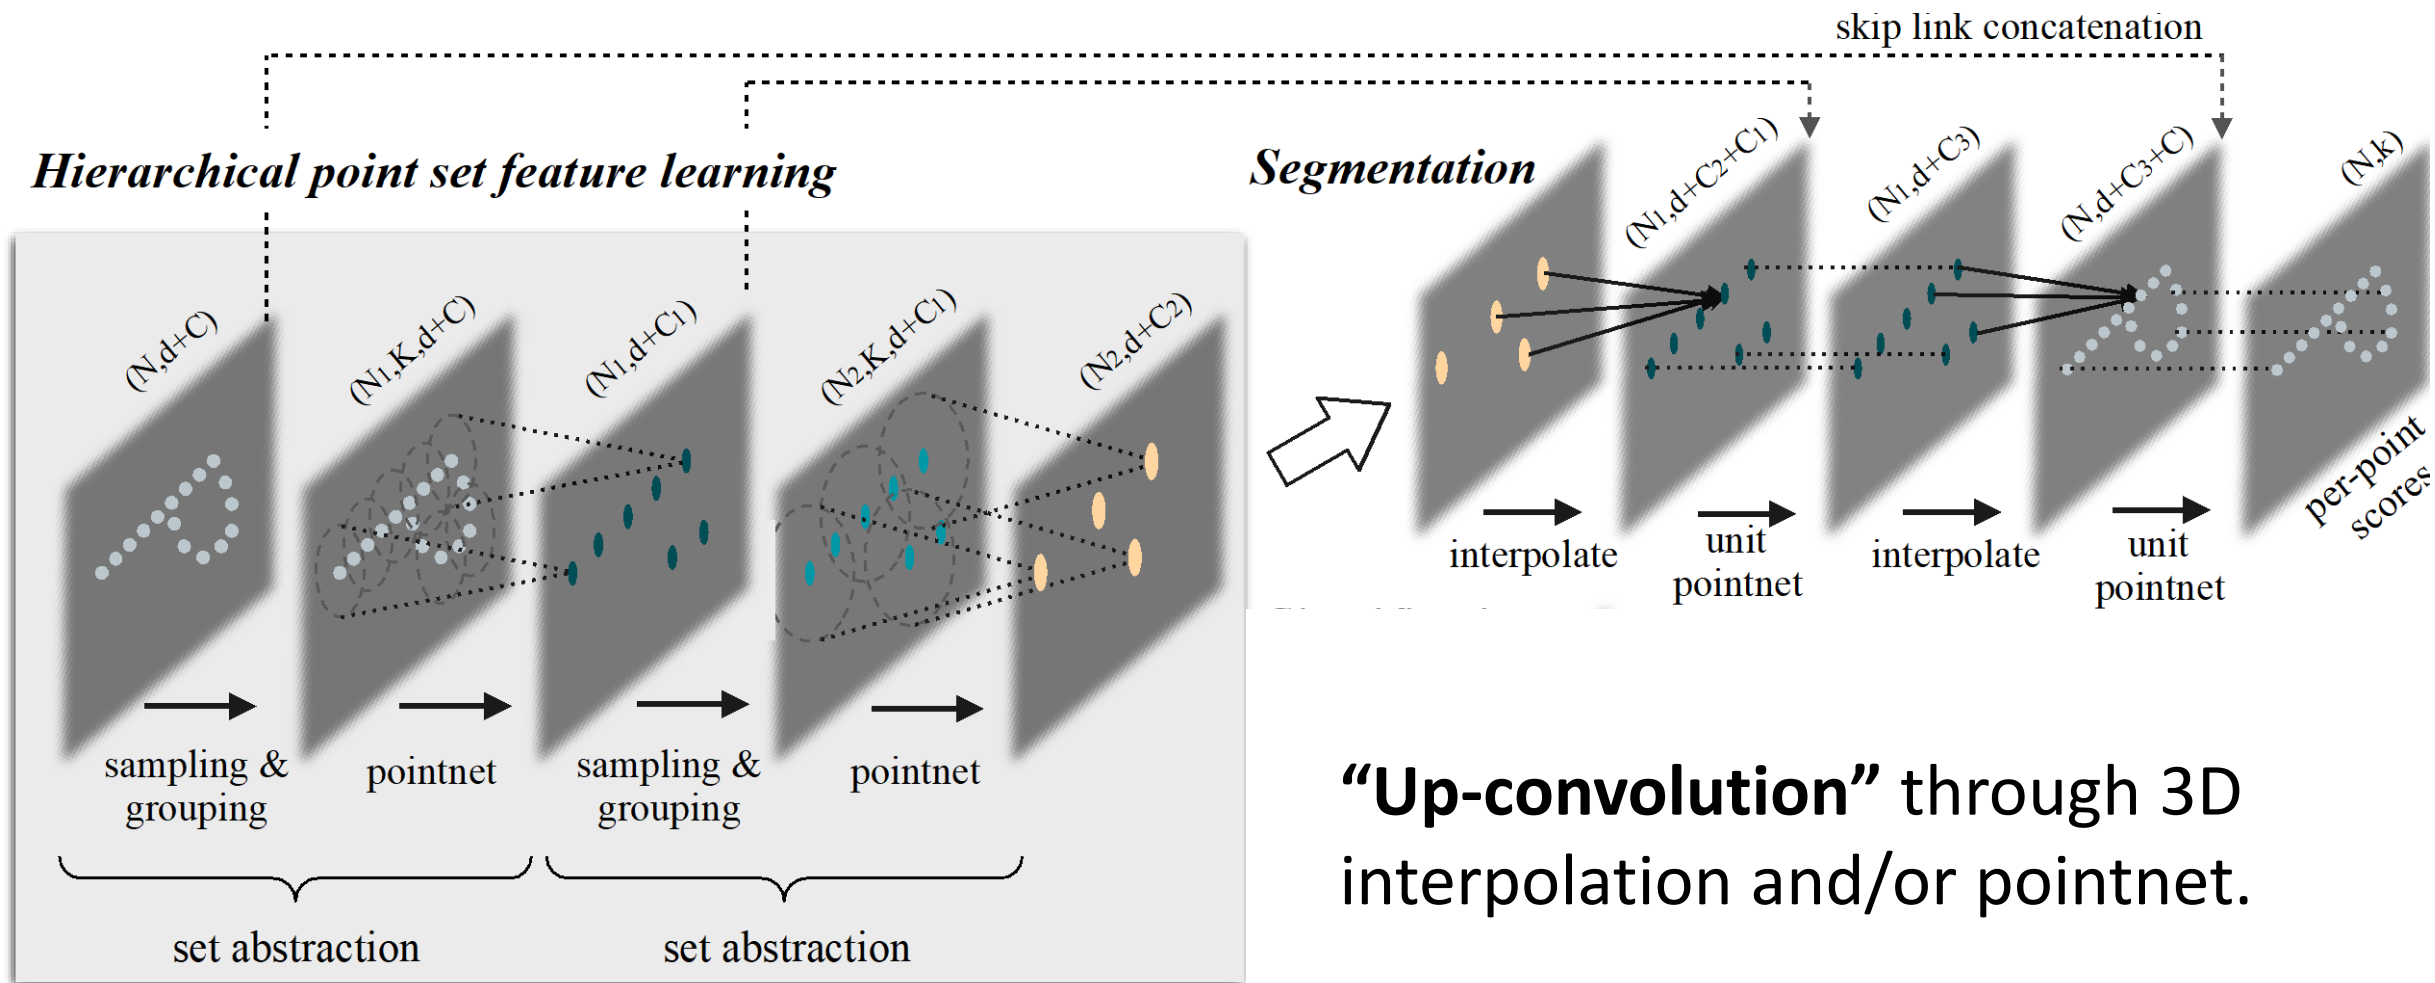 skip link concatenation
Hierarchical point set feature learning
Segmentation
(N,d+C)
(N1,K,d+C)
(N1,d+C1)
(N2,K,d+C1)
(N2,d+C2)
(N1,d+C2+C1)
(N1,d+C3)
(N,d+C3+C)
(N,k)
sampling &
grouping
pointnet
sampling &
grouping
pointnet
set abstraction
set abstraction
interpolate
unit
pointnet
interpolate
unit
pointnet
per-point
scores
“Up-convolution” through 3D
interpolation and/or pointnet.